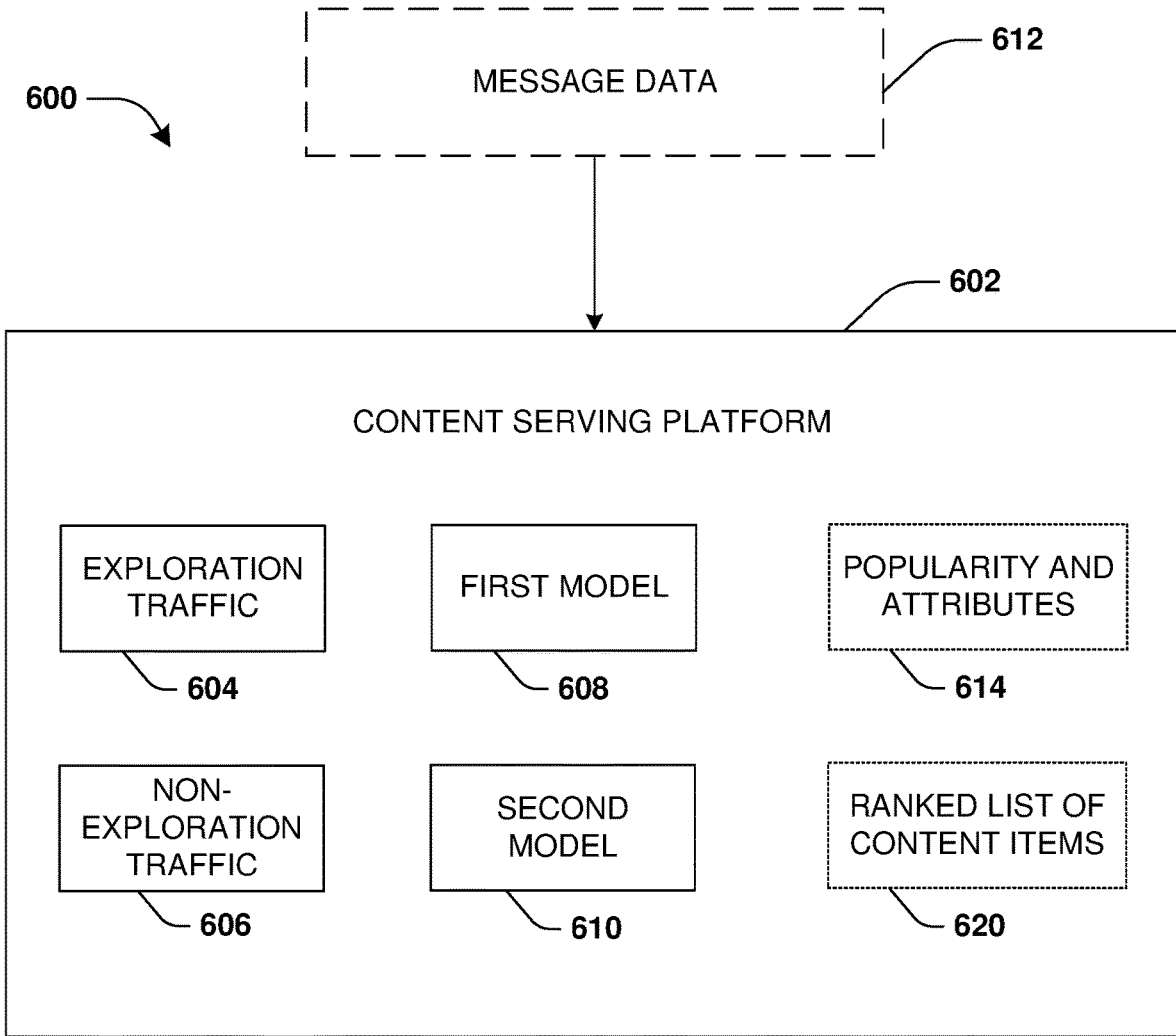 MESSAGE DATA
612
600
602
CONTENT SERVING PLATFORM
EXPLORATION
TRAFFIC
604
FIRST MODEL
608
POPULARITY AND
ATTRIBUTES
614
NON-
EXPLORATION
TRAFFIC
606
SECOND
MODEL
610
RANKED LIST OF
CONTENT ITEMS
620